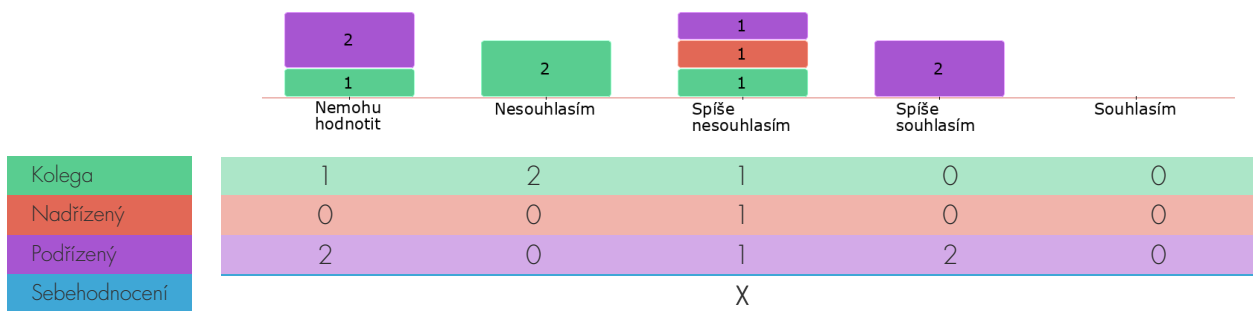 2
1
2
1
1
1
2
Nemohu
hodnotit
Nesouhlasím
Spíše
nesouhlasím
Spíše
souhlasím
Souhlasím
Kolega 1 2 1 0 0
Nadřízený 0 0 1 0 0
Podřízený 2 0 1 2 0
Sebehodnocení X